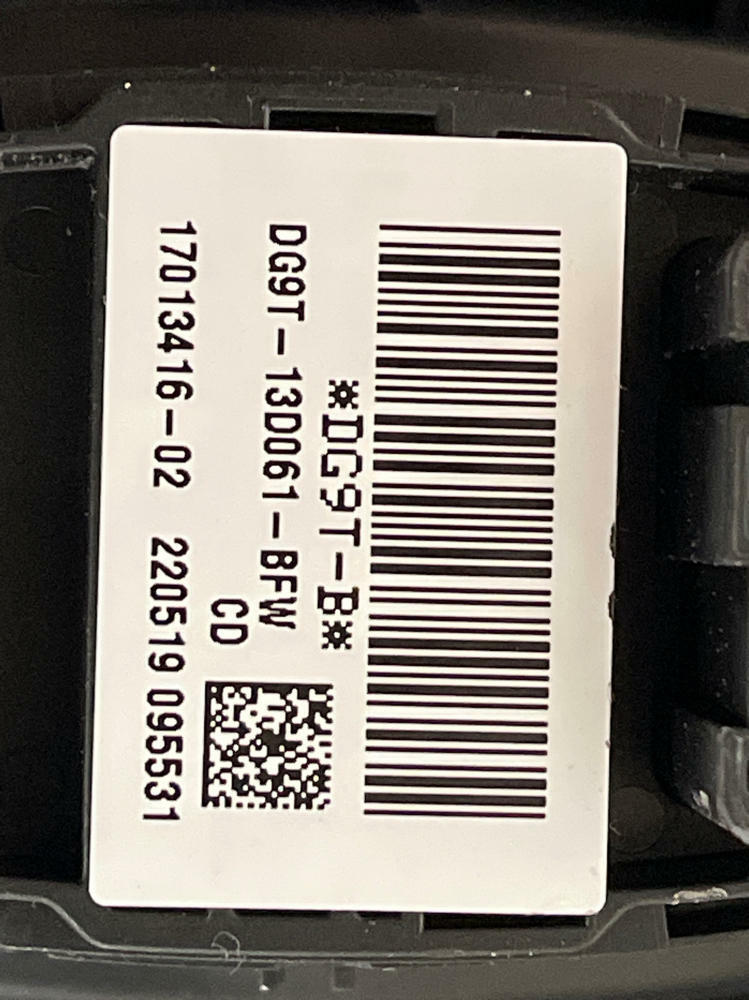 *DG9T-B*
DG9T-13D061-BFW
CD
17013416-02 220519 095531